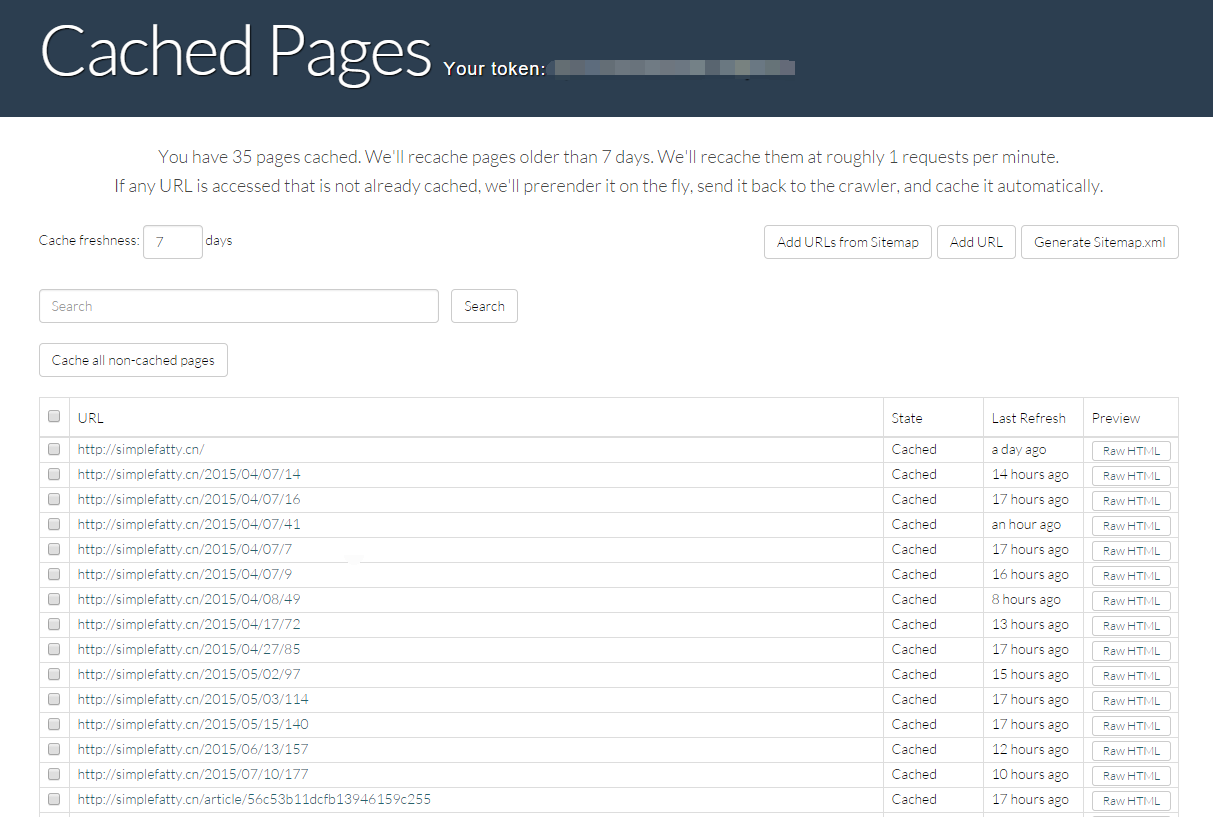 Cached Pages Your token:
You have 35 pages cached. We'll recache pages older than 7 days. We'll recache them at roughly 1 requests per minute.
If any URL is accessed that is not already cached, we'll prerender it on the fly, send it back to the crawler, and cache it automatically.
Cache freshness: 7 days Add URLs from Sitemap Add URL Generate Sitemap.xml
Search Search
Cache all non-cached pages
URL State Last Refresh Preview
http://simplefatty.cn/ Cached a day ago Raw HTML
http://simplefatty.cn/2015/04/07/14 Cached 14 hours ago Raw HTML
http://simplefatty.cn/2015/04/07/16 Cached 17 hours ago Raw HTML
http://simplefatty.cn/2015/04/07/41 Cached an hour ago Raw HTML
http://simplefatty.cn/2015/04/07/7 Cached 17 hours ago Raw HTML
http://simplefatty.cn/2015/04/07/9 Cached 16 hours ago Raw HTML
http://simplefatty.cn/2015/04/08/49 Cached 8 hours ago Raw HTML
http://simplefatty.cn/2015/04/17/72 Cached 13 hours ago Raw HTML
http://simplefatty.cn/2015/04/27/85 Cached 17 hours ago Raw HTML
http://simplefatty.cn/2015/05/02/97 Cached 15 hours ago Raw HTML
http://simplefatty.cn/2015/05/03/114 Cached 17 hours ago Raw HTML
http://simplefatty.cn/2015/05/15/140 Cached 17 hours ago Raw HTML
http://simplefatty.cn/2015/06/13/157 Cached 12 hours ago Raw HTML
http://simplefatty.cn/2015/07/10/177 Cached 10 hours ago Raw HTML
http://simplefatty.cn/article/56c53b11dcfb13946159c255 Cached 17 hours ago Raw HTML